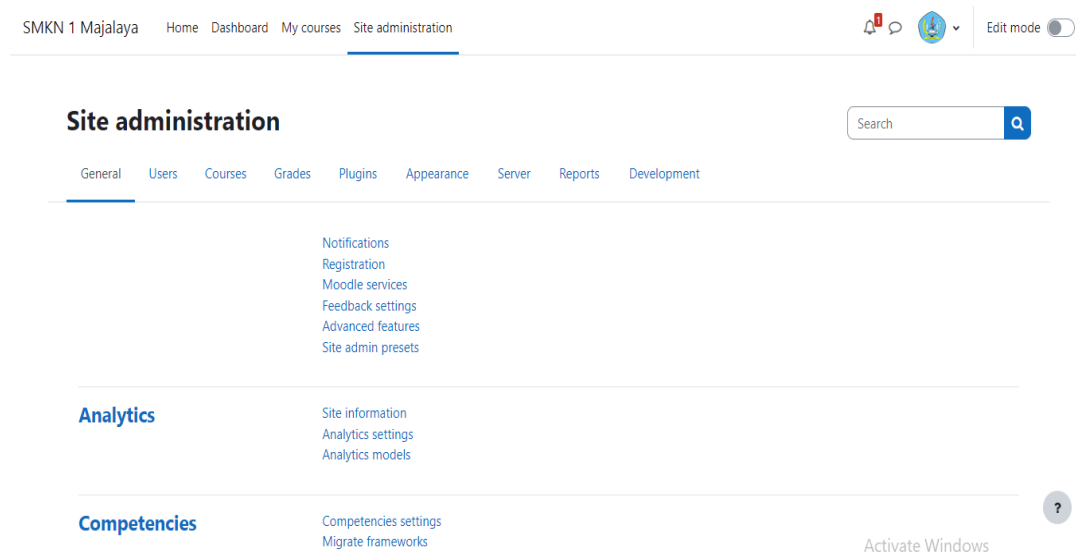 SMKN 1 Majalaya Home Dashboard My courses Site administration 1 Edit mode
Site administration
Search
General Users Courses Grades Plugins Appearance Server Reports Development
Notifications
Registration
Moodle services
Feedback settings
Advanced features
Site admin presets
Analytics
Site information
Analytics settings
Analytics models
Competencies
Competencies settings
Migrate frameworks
?
Activate Windows